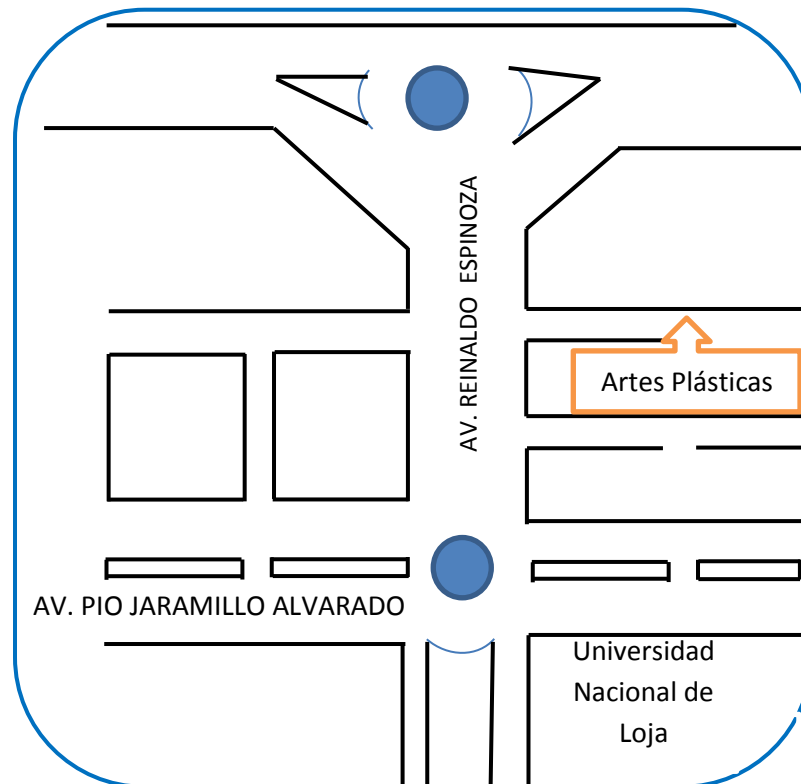 AV. REINALDO ESPINOZA
Artes Plásticas
AV. PIO JARAMILLO ALVARADO
Universidad
Nacional de
Loja